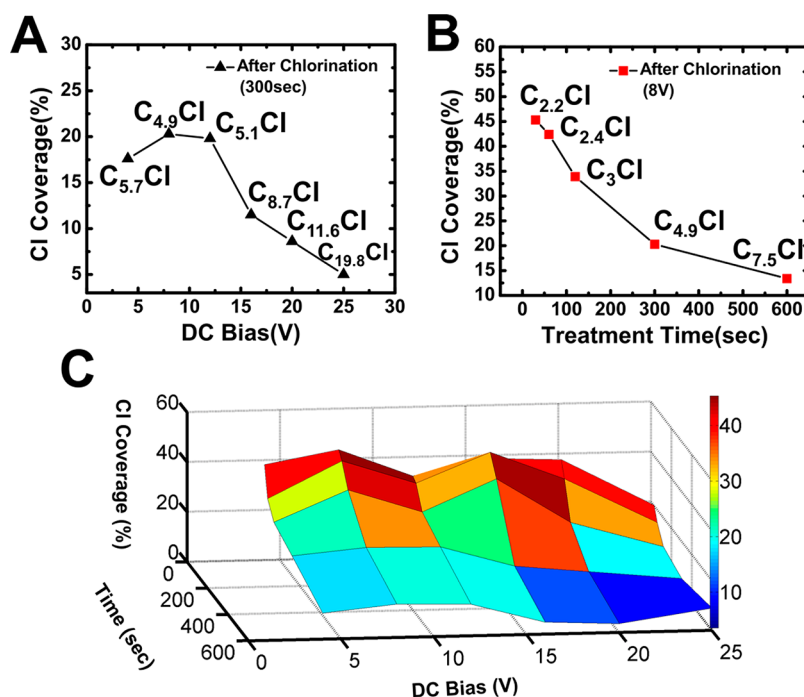 A
30
25
20
15
10
5
Cl Coverage(%)
After Chlorination
(300sec)
C5.7Cl
C4.9Cl
C5.1Cl
C8.7Cl
C11.6Cl
C19.8Cl
0 5 10 15 20 25 30
DC Bias(V)
B
60
55
50
45
40
35
30
25
20
15
10
Cl Coverage(%)
After Chlorination
(8V)
C2.2Cl
C2.4Cl
C3Cl
C4.9Cl
C7.5Cl
0 100 200 300 400 500 600
Treatment Time(sec)
C
60
40
20
0
Cl Coverage (%)
0
200
400
600
Time (sec)
0 5 10 15 20 25
DC Bias (V)
40
30
20
10